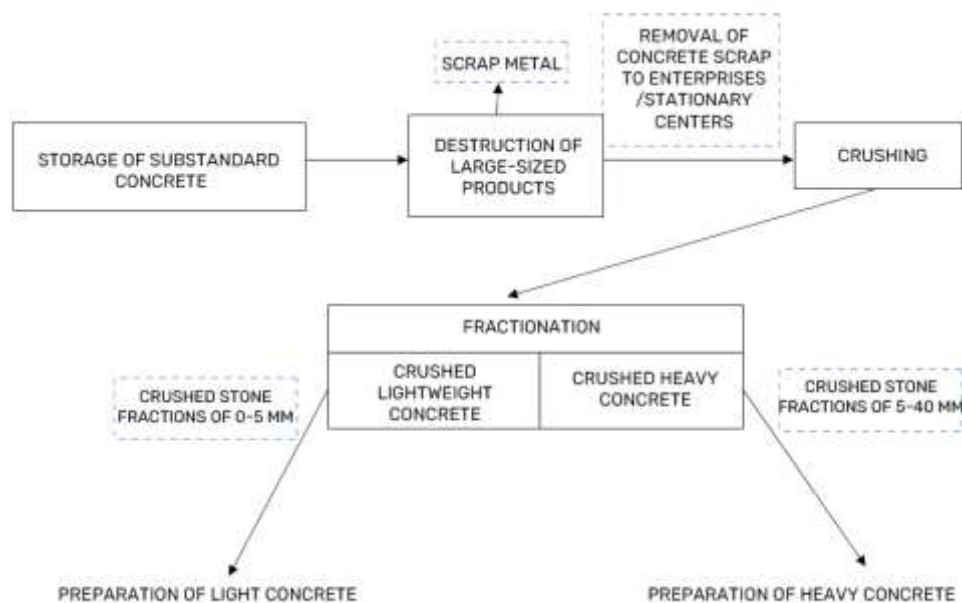 SCRAP METAL
REMOVAL OF
CONCRETE SCRAP
TO ENTERPRISES
/STATIONARY
CENTERS
STORAGE OF SUBSTANDARD
CONCRETE
DESTRUCTION OF
LARGE-SIZED
PRODUCTS
CRUSHING
FRACTIONATION
CRUSHED
LIGHTWEIGHT
CONCRETE
CRUSHED HEAVY
CONCRETE
CRUSHED STONE
FRACTIONS OF 0-5 MM
CRUSHED STONE
FRACTIONS OF 5-40 MM
PREPARATION OF LIGHT CONCRETE
PREPARATION OF HEAVY CONCRETE